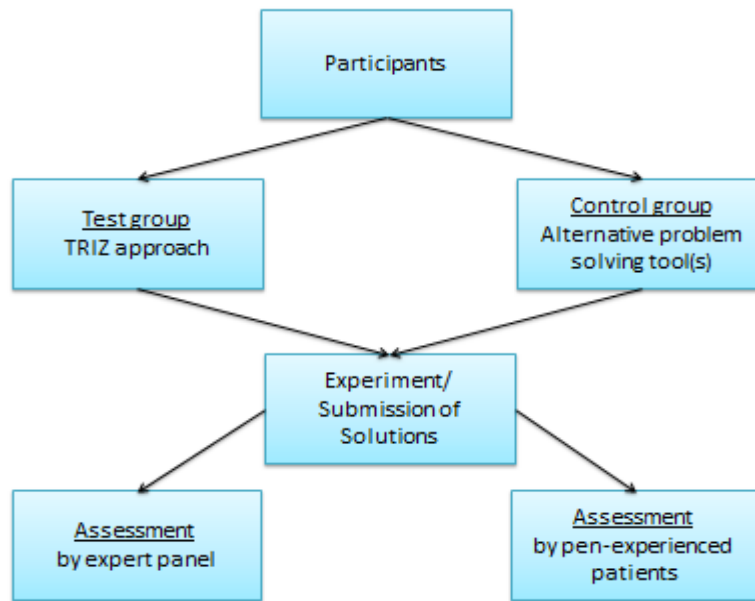 Participants
Test group
TRIZ approach
Control group
Alternative problem
solving tool(s)
Experiment/
Submission of
Solutions
Assessment
by expert panel
Assessment
by pen-experienced
patients